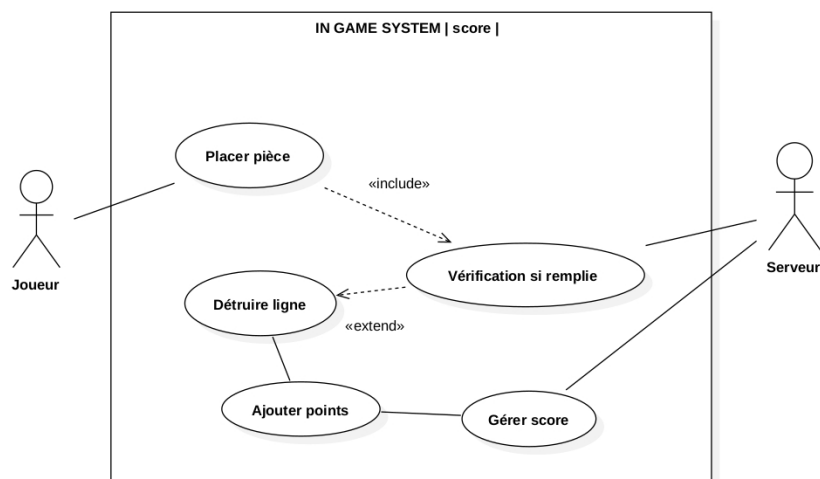 IN GAME SYSTEM | score |
Placer pièce
«include»
Joueur
Vérification si remplie
Serveur
Détruire ligne
«extend»
Ajouter points
Gérer score